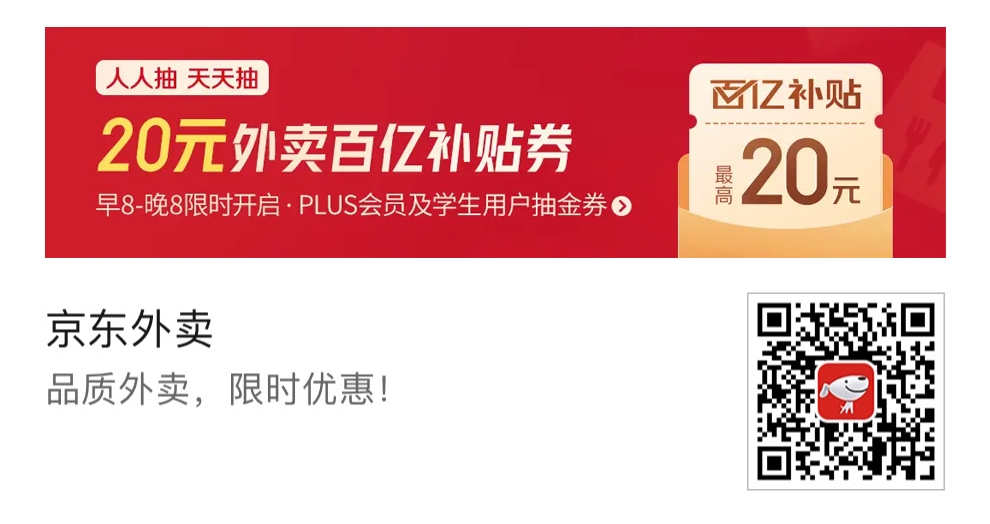 人人抽 天天抽
20元外卖百亿补贴券
早8-晚8限时开启·PLUS会员及学生用户抽金券
百亿补贴
最高20元
京东外卖
品质外卖，限时优惠！